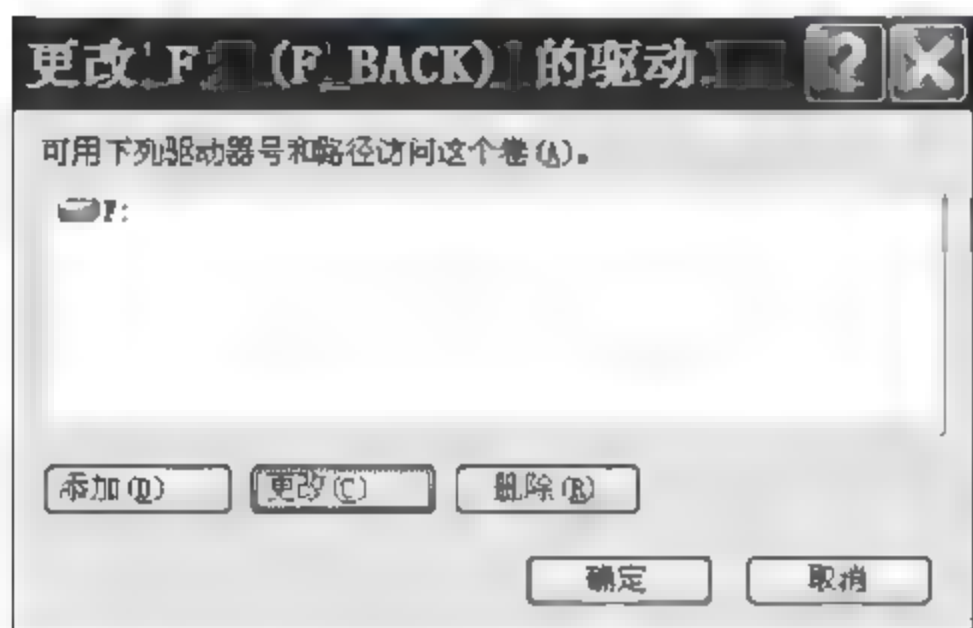 更改 F: (F_BACK) 的驱动
可用下列驱动器号和路径访问这个卷(A)。
F:
添加(D) 更改(C) 删除(R)
确定 取消